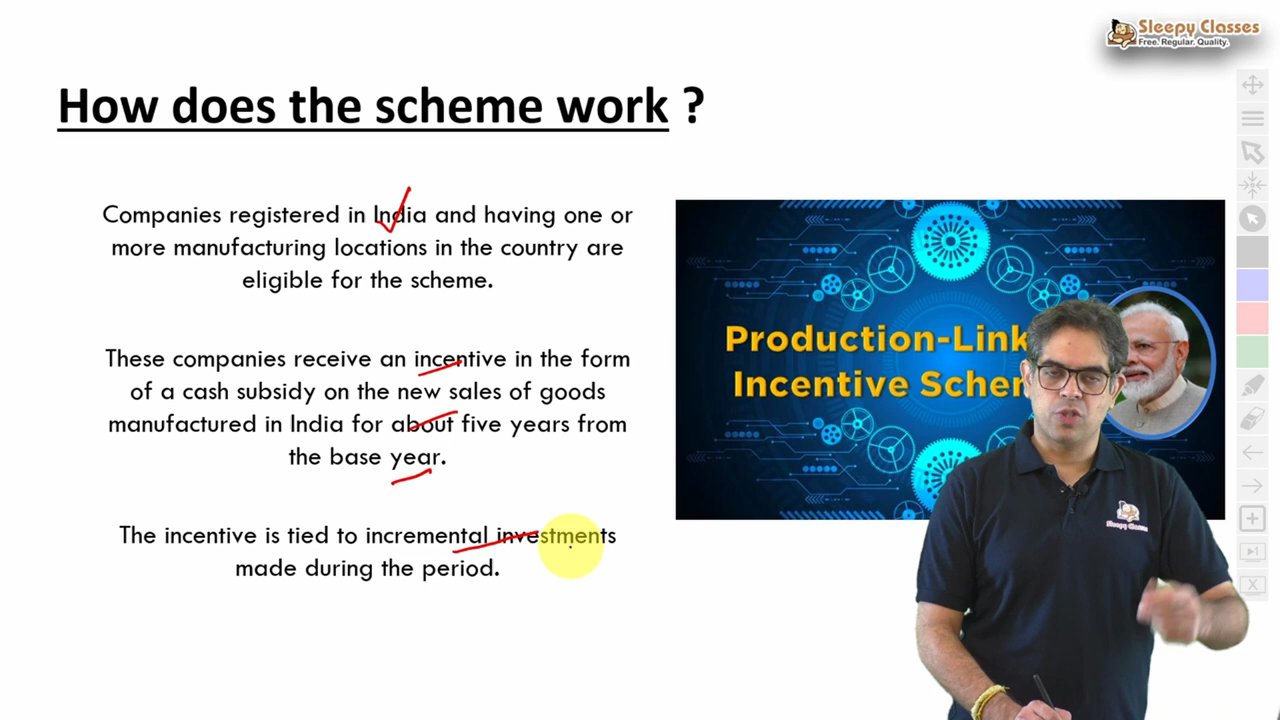 Sleepy Classes
Free. Regular. Quality.
How does the scheme work ?
Companies registered in India and having one or
more manufacturing locations in the country are
eligible for the scheme.
These companies receive an incentive in the form
of a cash subsidy on the new sales of goods
manufactured in India for about five years from
the base year.
The incentive is tied to incremental investments
made during the period.
Production-Link
Incentive Schem
Sleepy Classes